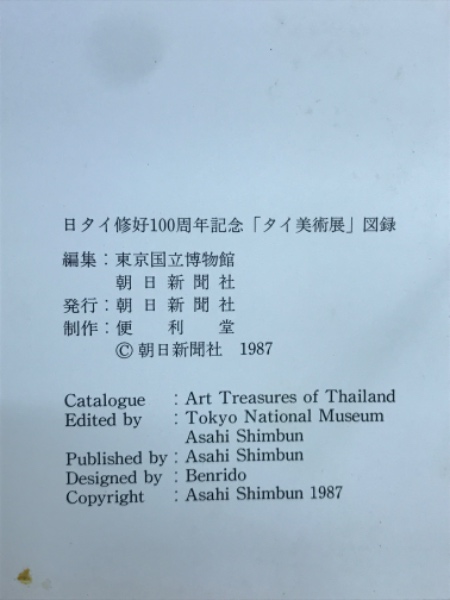 日タイ修好100周年記念「タイ美術展」図録
編集：東京国立博物館
朝日新聞社
発行：朝日新聞社
制作：便利堂
©朝日新聞社 1987
Catalogue : Art Treasures of Thailand
Edited by : Tokyo National Museum
Asahi Shimbun
Published by : Asahi Shimbun
Designed by : Benrido
Copyright : Asahi Shimbun 1987